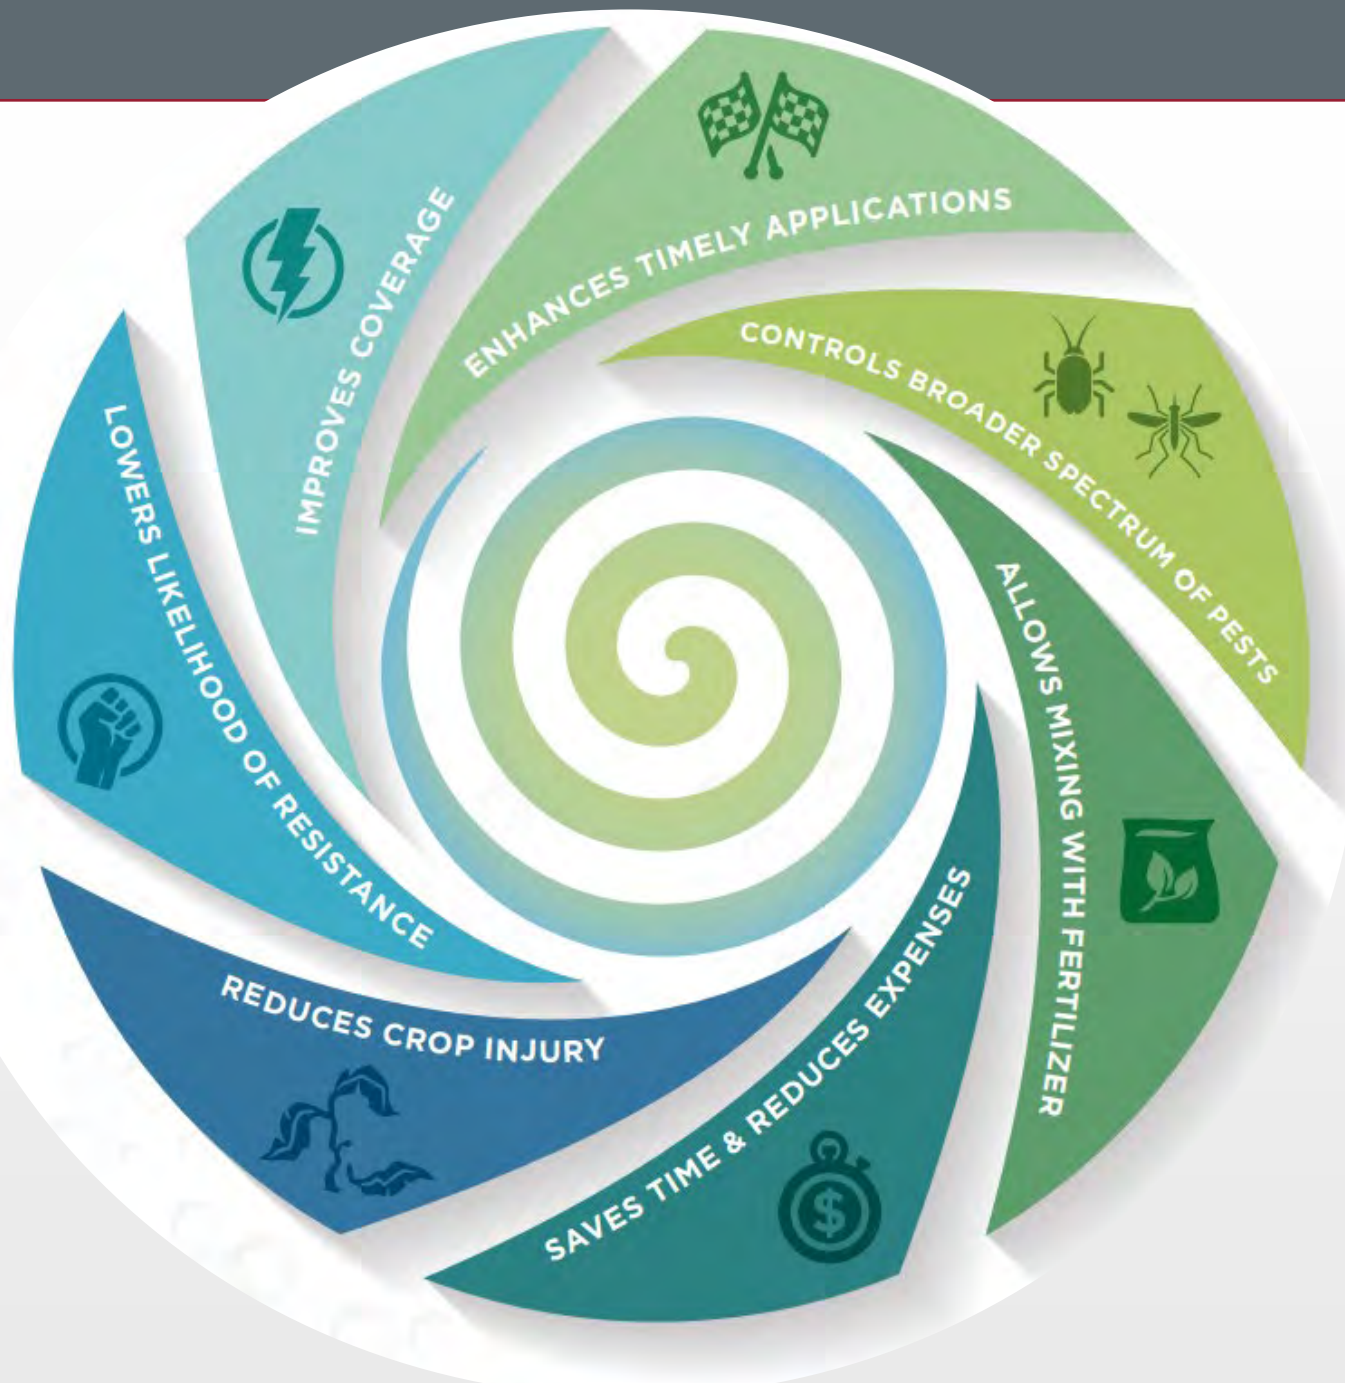 ENHANCES TIMELY APPLICATIONS
CONTROLS BROADER SPECTRUM OF PESTS
ALLOWS MIXING WITH FERTILIZER
SAVES TIME & REDUCES EXPENSES
REDUCES CROP INJURY
LOWERS LIKELIHOOD OF RESISTANCE
IMPROVES COVERAGE
$